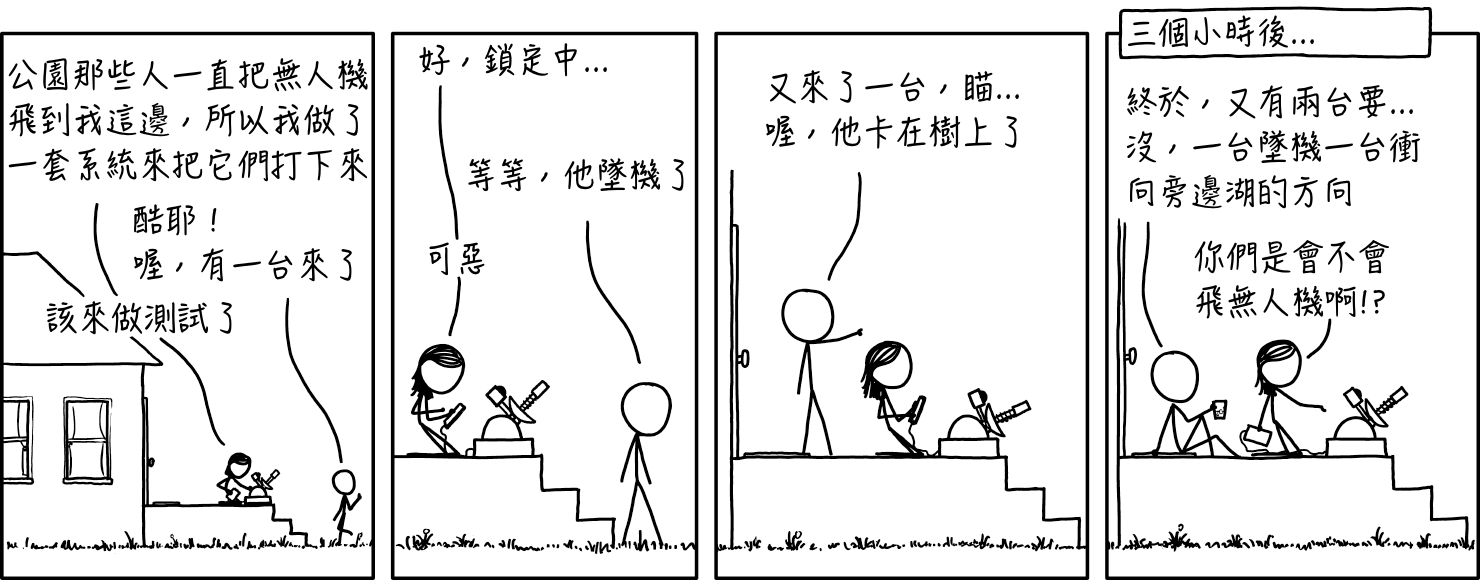 公園那些人一直把無人機
飛到我這邊，所以我做了
一套系統來把它們打下來
酷耶！
喔，有一台來了
該來做測試了
好，鎖定中...
等等，他墜機了
可惡
又來了一台，瞄...
喔，他卡在樹上了
三個小時後...
終於，又有兩台要...
沒，一台墜機一台衝
向旁邊湖的方向
你們是會不會
飛無人機啊!?